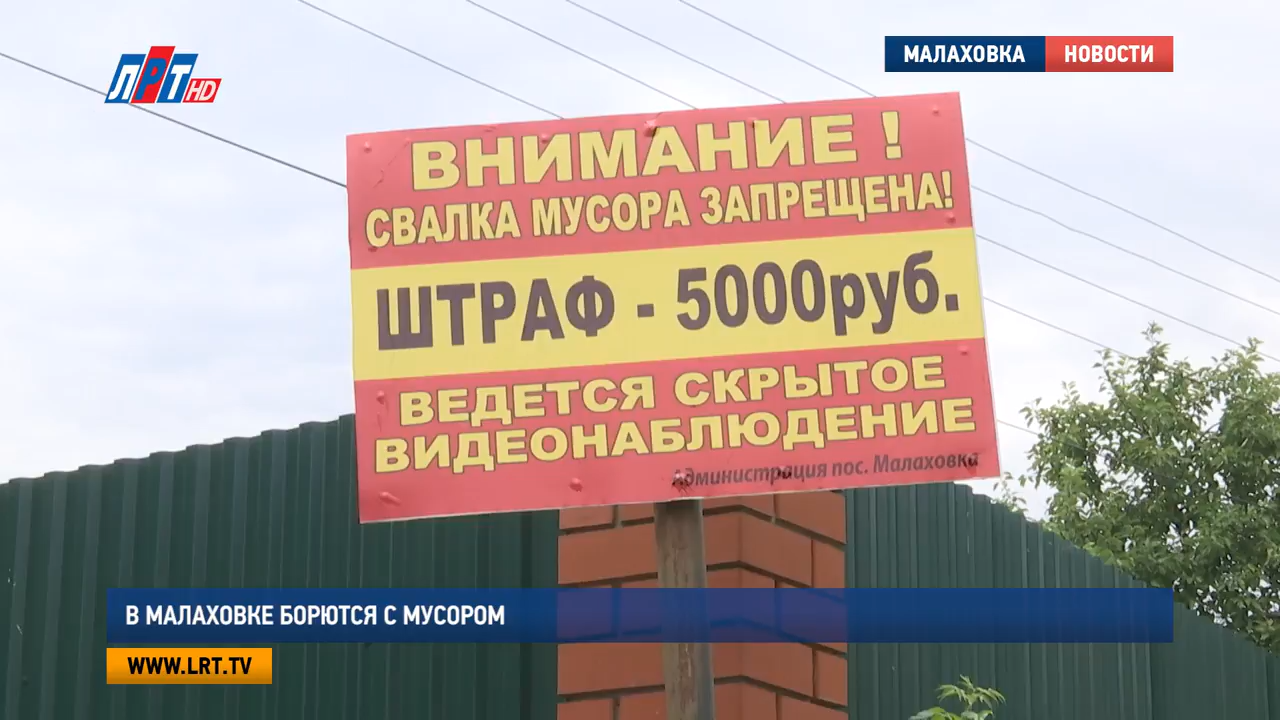 ЛРТ HD
МАЛАХОВКА НОВОСТИ
ВНИМАНИЕ !
СВАЛКА МУСОРА ЗАПРЕЩЕНА!
ШТРАФ - 5000руб.
ВЕДЕТСЯ СКРЫТОЕ
ВИДЕОНАБЛЮДЕНИЕ
Администрация пос. Малаховка
В МАЛАХОВКЕ БОРЮТСЯ С МУСОРОМ
WWW.LRT.TV